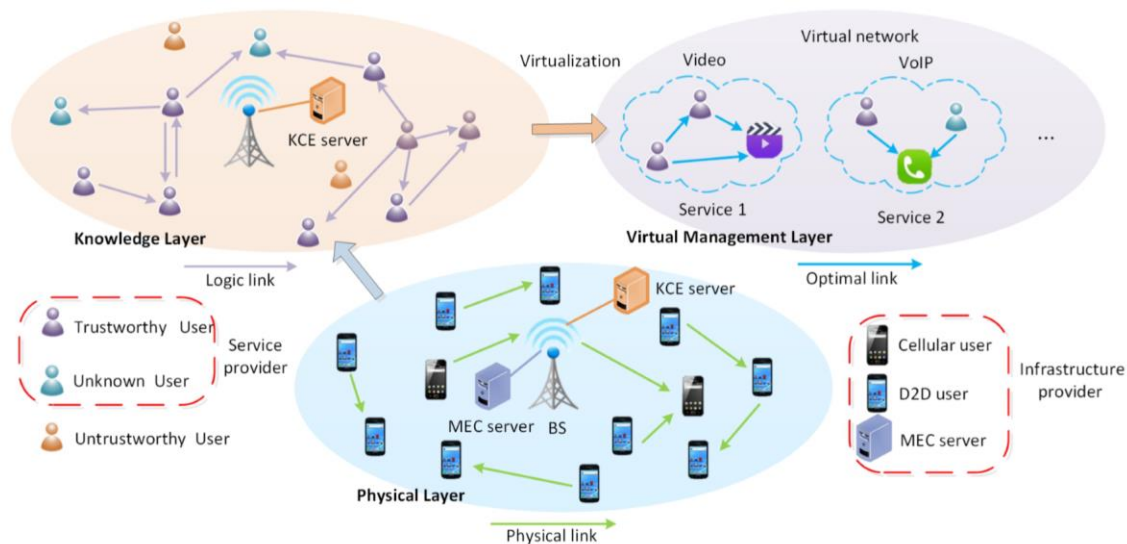 Virtualization
Virtual network
Video
VoIP
KCE server
...
Service 1
Service 2
Knowledge Layer
Virtual Management Layer
Logic link
Optimal link
KCE server
Trustworthy User
Unknown User
Service
provider
Untrustworthy User
MEC server
BS
Cellular user
D2D user
MEC server
Infrastructure
provider
Physical Layer
Physical link